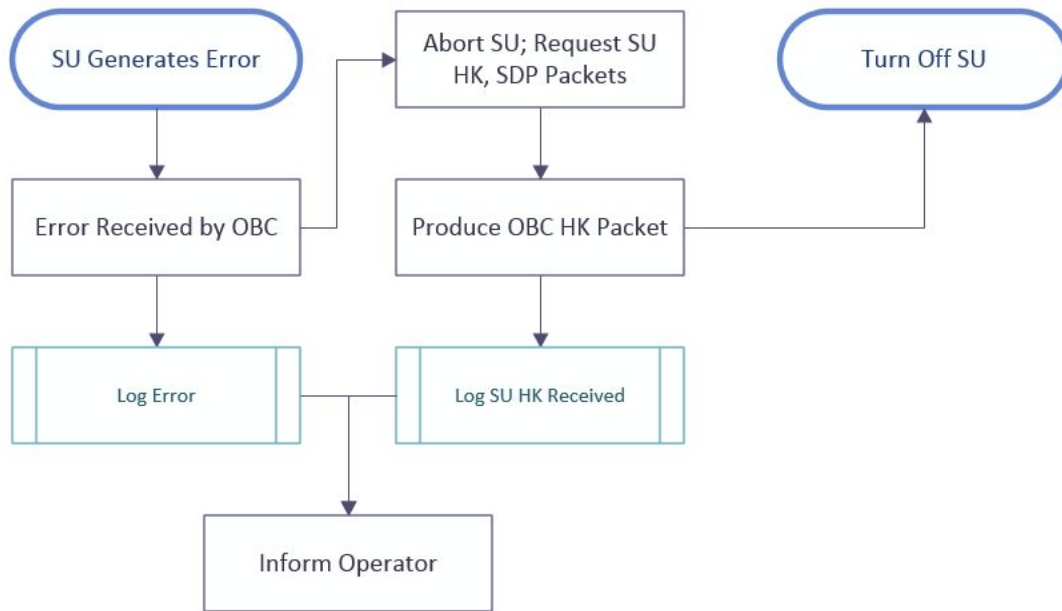 SU Generates Error
Abort SU; Request SU
HK, SDP Packets
Turn Off SU
Error Received by OBC
Produce OBC HK Packet
Log Error
Log SU HK Received
Inform Operator